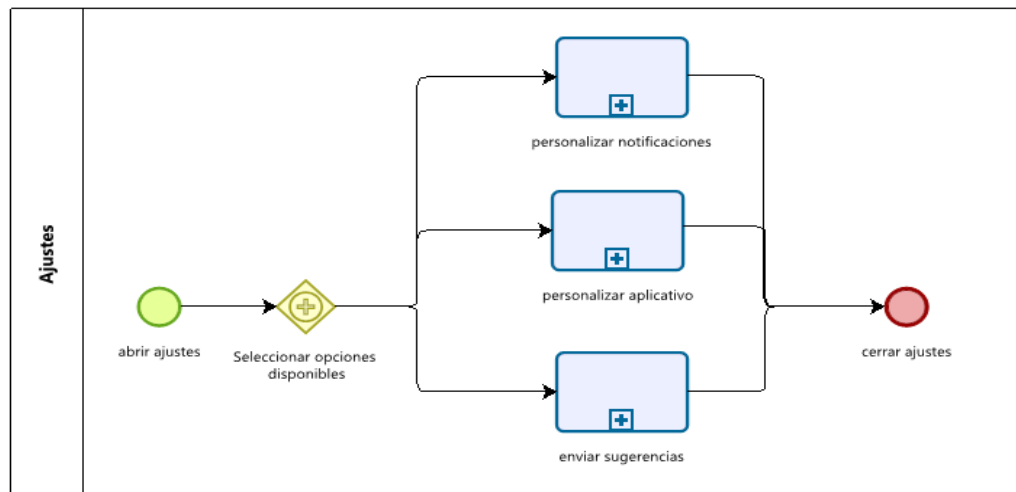 Ajustes
abrir ajustes
Seleccionar opciones
disponibles
personalizar notificaciones
personalizar aplicativo
enviar sugerencias
cerrar ajustes